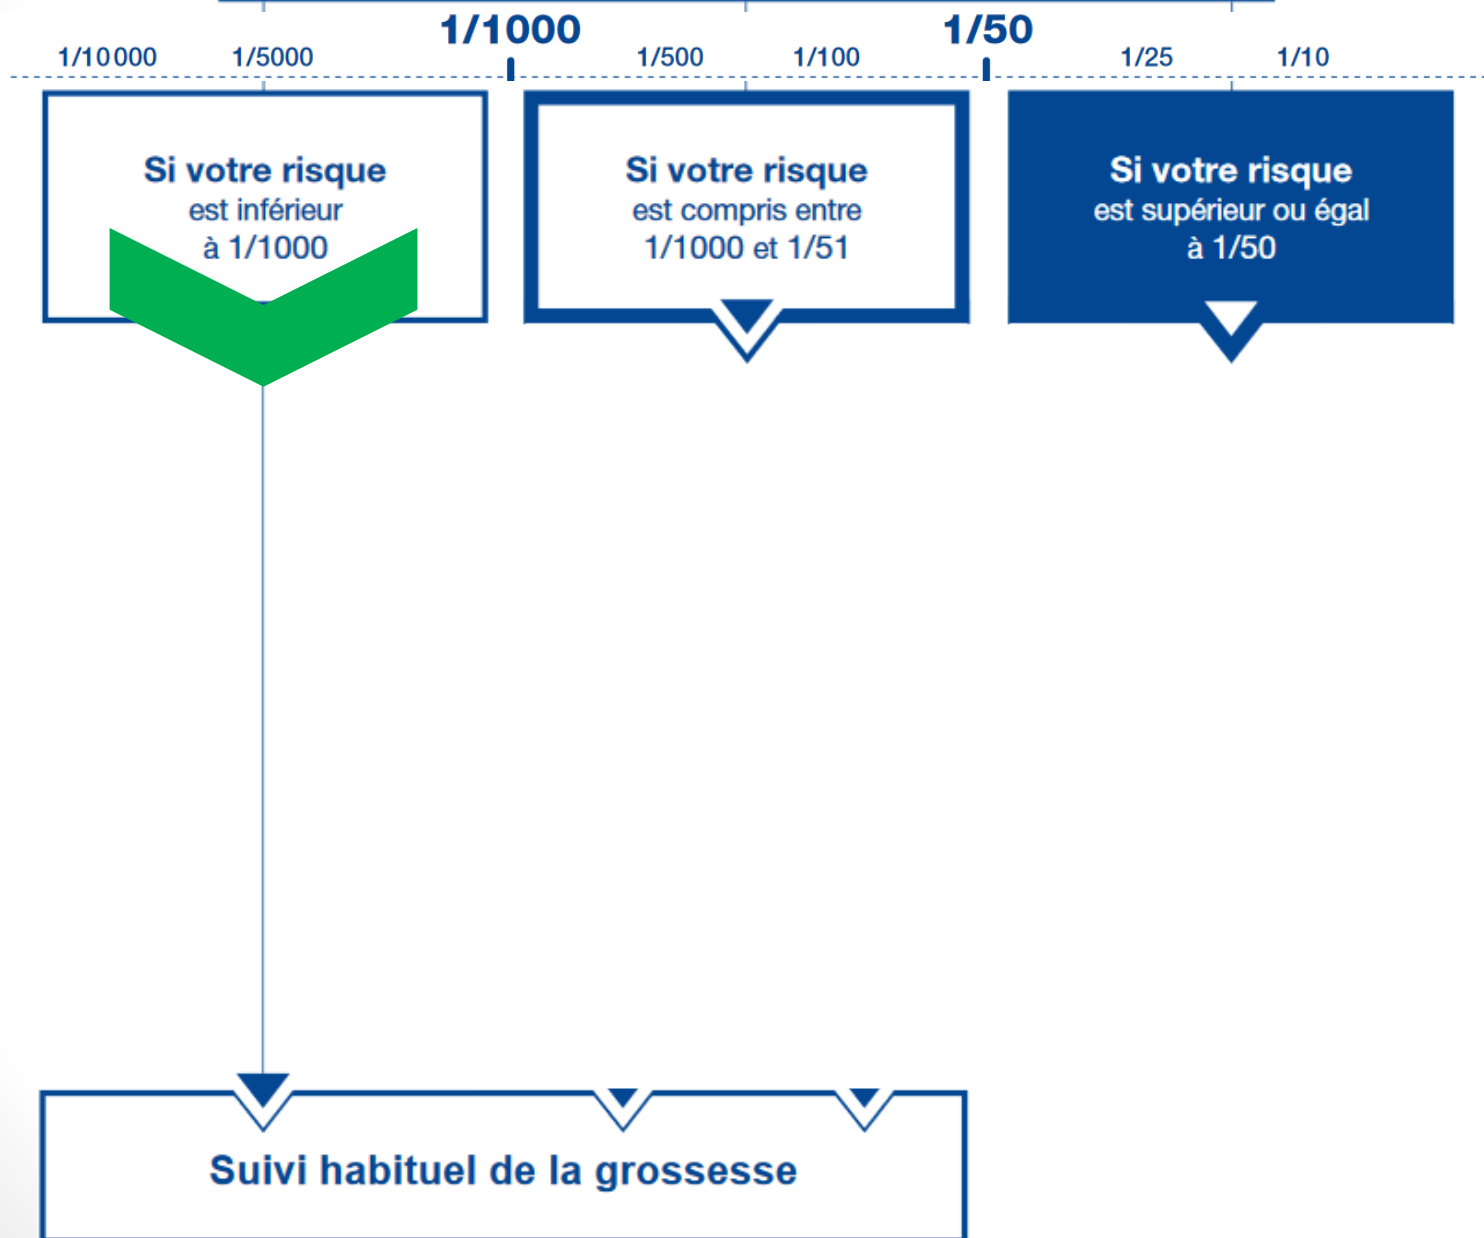 1/10 000 1/5000 1/1000 1/500 1/100 1/50 1/25 1/10
Si votre risque
est inférieur
à 1/1000
Si votre risque
est compris entre
1/1000 et 1/51
Si votre risque
est supérieur ou égal
à 1/50
Suivi habituel de la grossesse